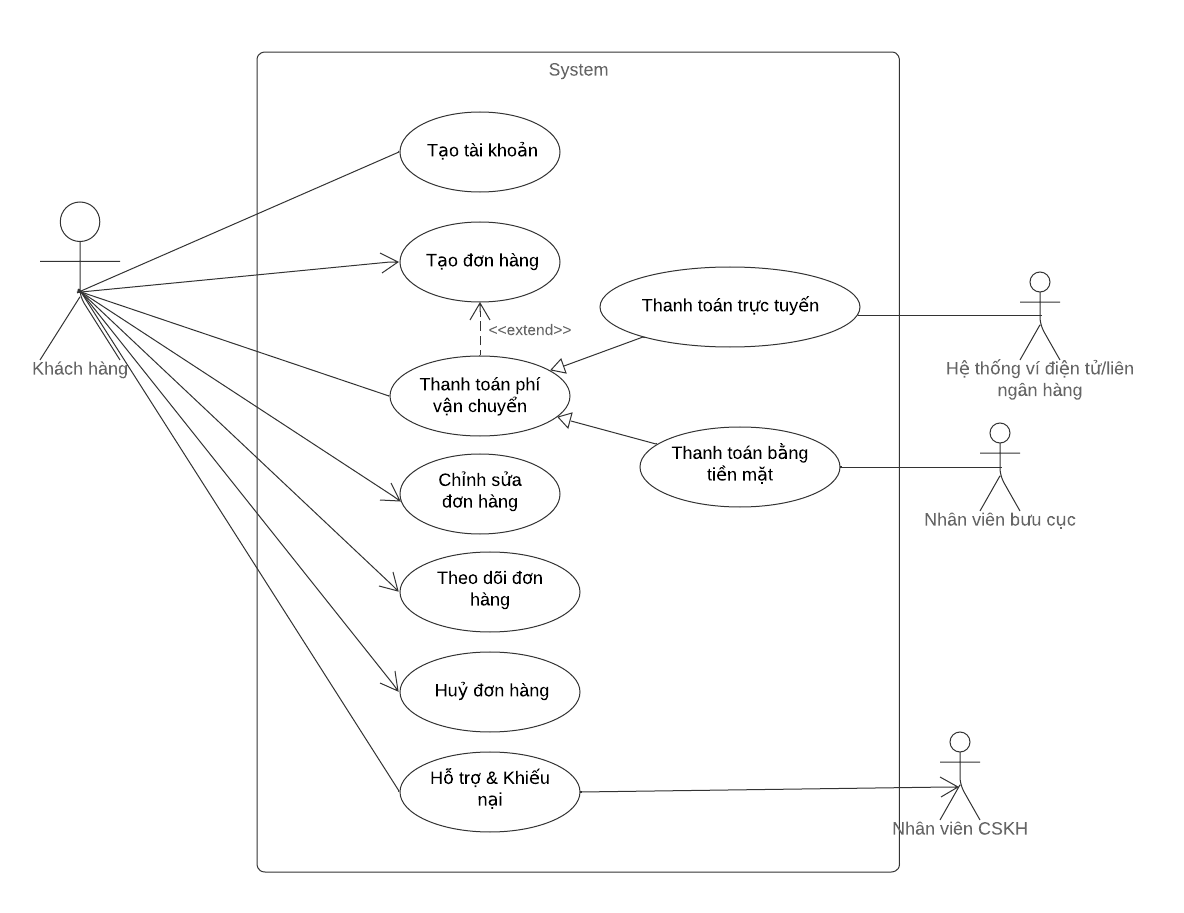 System
Tạo tài khoản
Tạo đơn hàng
Thanh toán trực tuyến
<<extend>>
Khách hàng
Hệ thống ví điện tử/liên
ngân hàng
Thanh toán phí
vận chuyển
Thanh toán bằng
tiền mặt
Chỉnh sửa
đơn hàng
Nhân viên bưu cục
Theo dõi đơn
hàng
Huỷ đơn hàng
Hỗ trợ & Khiếu
nại
Nhân viên CSKH